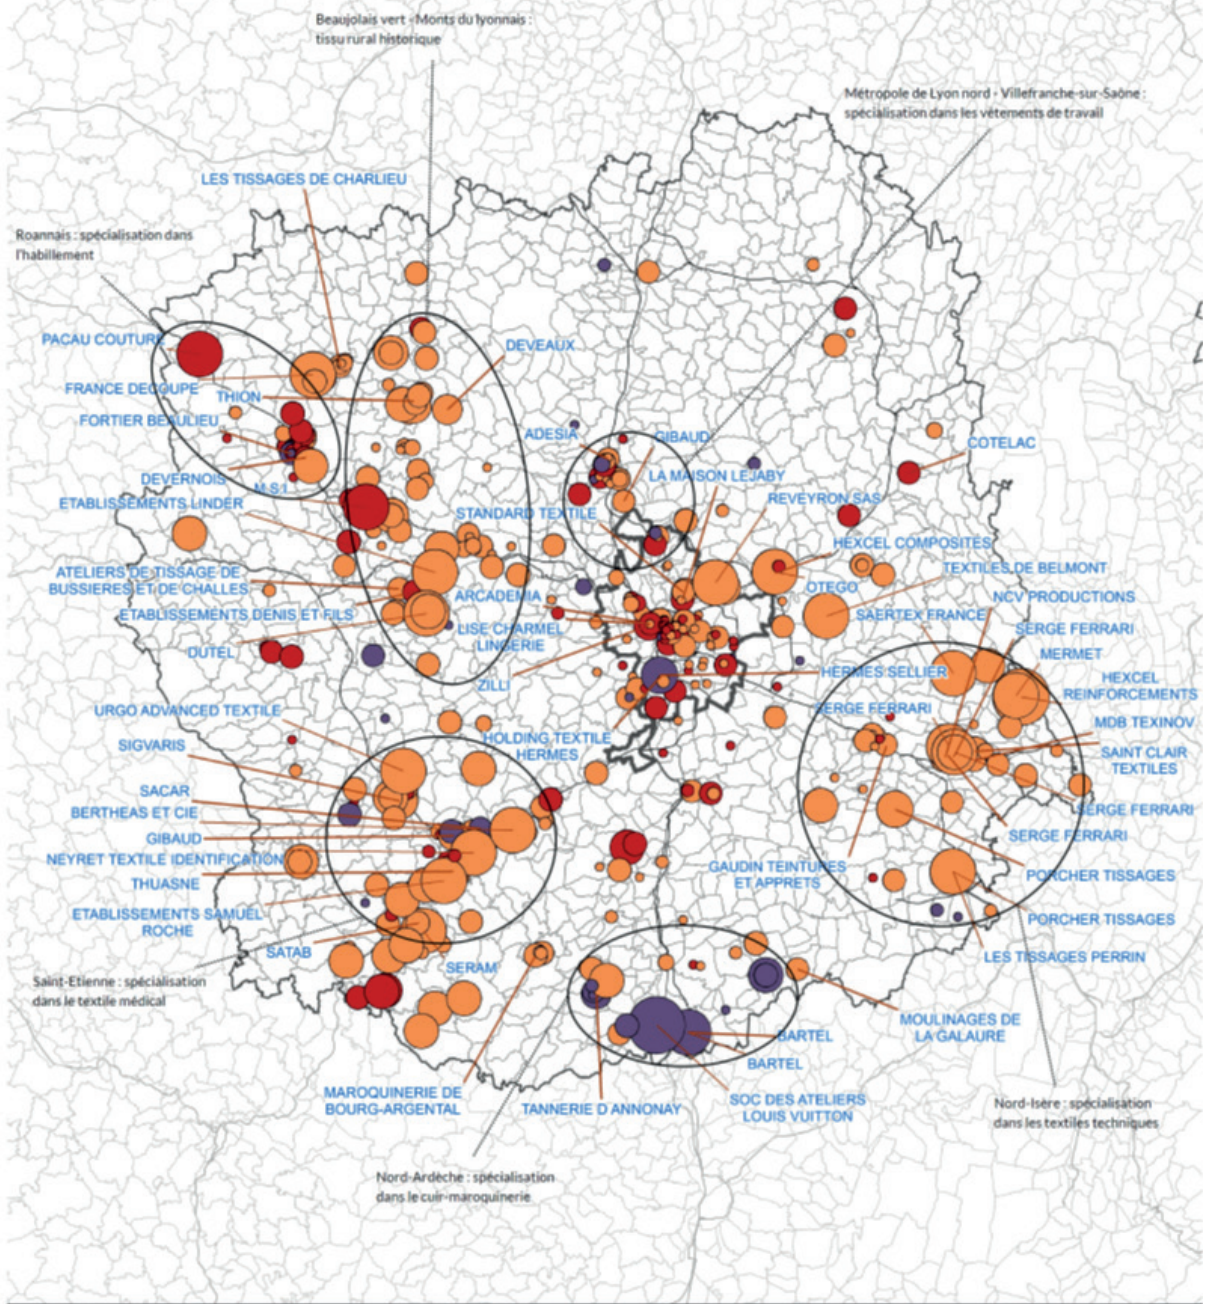 Beaujolais vert - Monts du lyonnais :
tissu rural historique
Métropole de Lyon nord - Villefranche-sur-Saône :
spécialisation dans les vêtements de travail
LES TISSAGES DE CHARLIEU
Roannais : spécialisation dans
l'habillement
PACAU COUTURE
DEVEAUX
FRANCE DECOUPE
THION
FORTIER BEAULIEU
ADESIA
GIBAUD
COTELAC
DEVERNOIS
M.S.I.
LA MAISON LEJABY
ETABLISSEMENTS LINDER
REVEYRON SAS
STANDARD TEXTILE
HEXCEL COMPOSITES
ATELIERS DE TISSAGE DE
BUSSIERES ET DE CHALLES
TEXTILES DE BELMONT
OTEGO
ARCADEMIA
NCV PRODUCTIONS
ETABLISSEMENTS DENIS ET FILS
SAERTEX FRANCE
LISE CHARMEL
LINGERIE
SERGE FERRARI
DUTEL
MERMET
ZILLI
HERMES SELLIER
HEXCEL
REINFORCEMENTS
URGO ADVANCED TEXTILE
SERGE FERRARI
MDB TEXINOV
SIGVARIS
HOLDING TEXTILE
HERMES
SAINT CLAIR
TEXTILES
SACAR
BERTHEAS ET CIE
SERGE FERRARI
GIBAUD
SERGE FERRARI
NEYRET TEXTILE IDENTIFICATION
GAUDIN TEINTURES
ET APPRETS
THUASNE
PORCHER TISSAGES
ETABLISSEMENTS SAMUEL
ROCHE
PORCHER TISSAGES
SATAB
LES TISSAGES PERRIN
SERAM
Saint-Etienne : spécialisation
dans le textile médical
MOULINAGES DE
LA GALAURE
BARTEL
BARTEL
MAROQUINERIE DE
BOURG-ARGENTAL
TANNERIE D ANNONAY
SOC DES ATELIERS
LOUIS VUITTON
Nord-Isère : spécialisation
dans les textiles techniques
Nord-Ardèche : spécialisation
dans le cuir-maroquinerie